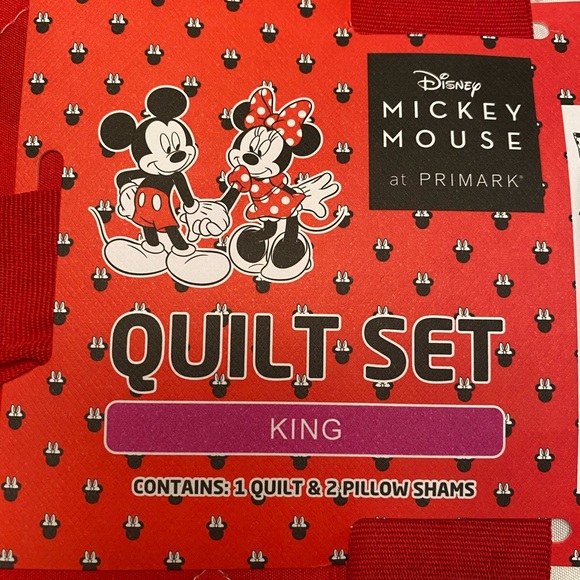 Disney
MICKEY
MOUSE
at PRIMARK®
QUILT SET
KING
CONTAINS: 1 QUILT & 2 PILLOW SHAMS